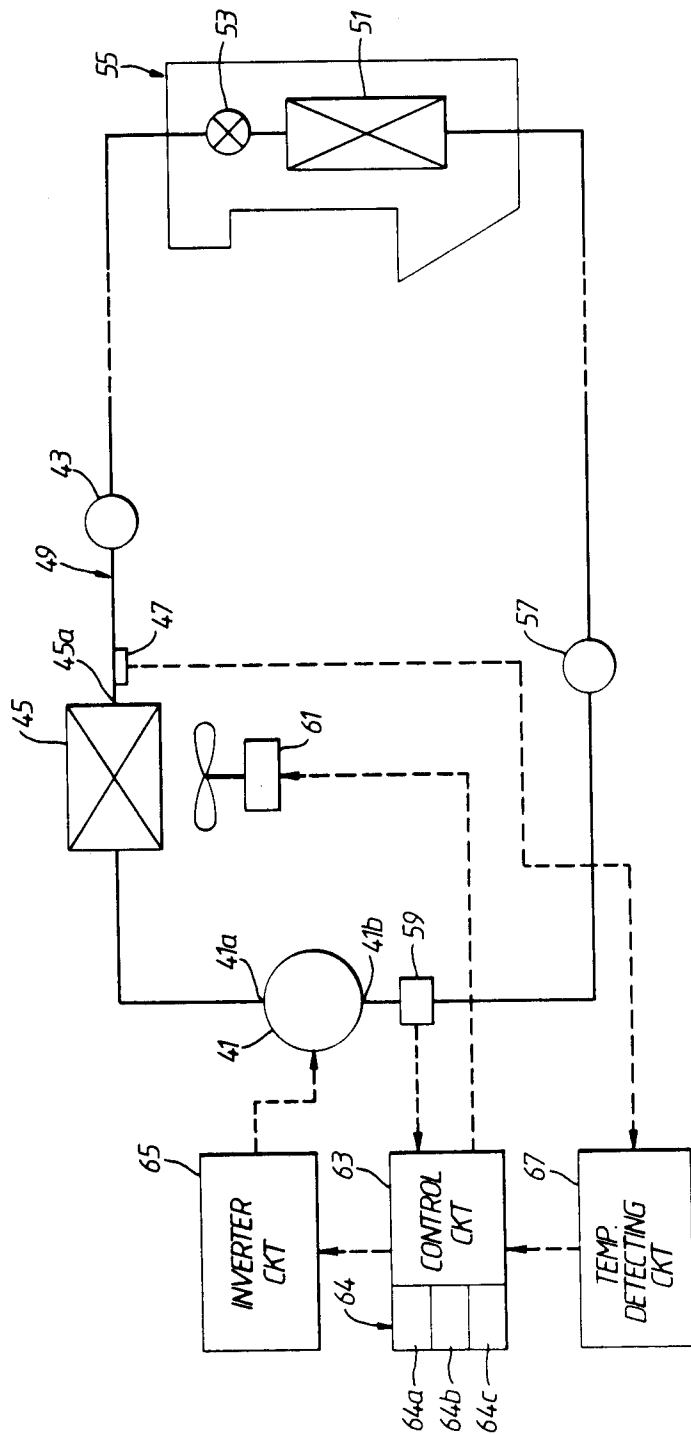 55
53
51
43
49
47
45a
45
61
57
41a
41b
41
59
65
INVERTER
CKT
63
CONTROL
CKT
64
64a
64b
64c
67
TEMP.
DETECTING
CKT